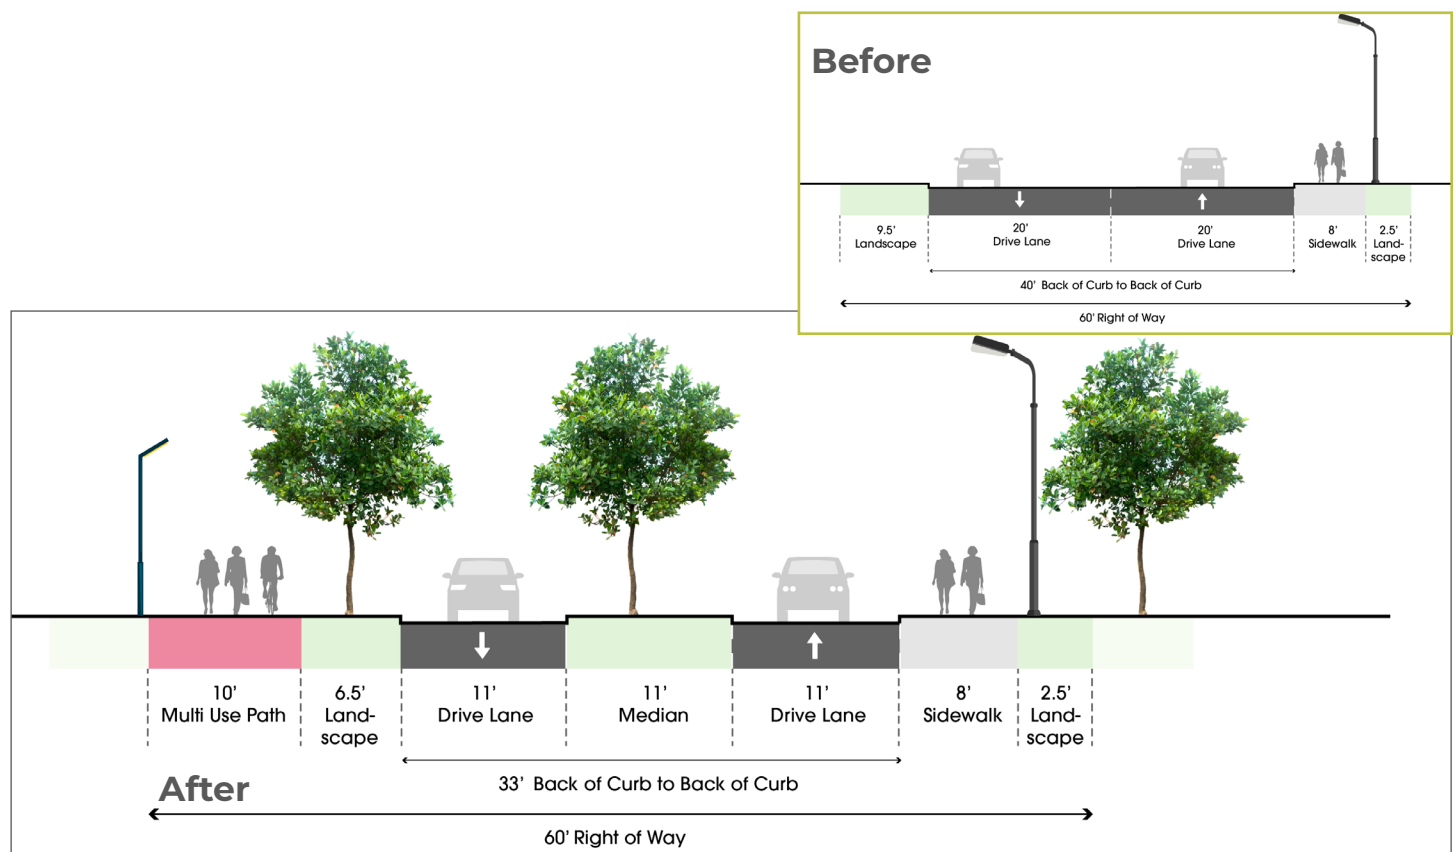 Before
9.5'
Landscape
20'
Drive Lane
20'
Drive Lane
8'
Sidewalk
2.5'
Land-
scape
40' Back of Curb to Back of Curb
60' Right of Way
10'
Multi Use Path
6.5'
Land-
scape
11'
Drive Lane
11'
Median
11'
Drive Lane
8'
Sidewalk
2.5'
Land-
scape
After
33' Back of Curb to Back of Curb
60' Right of Way